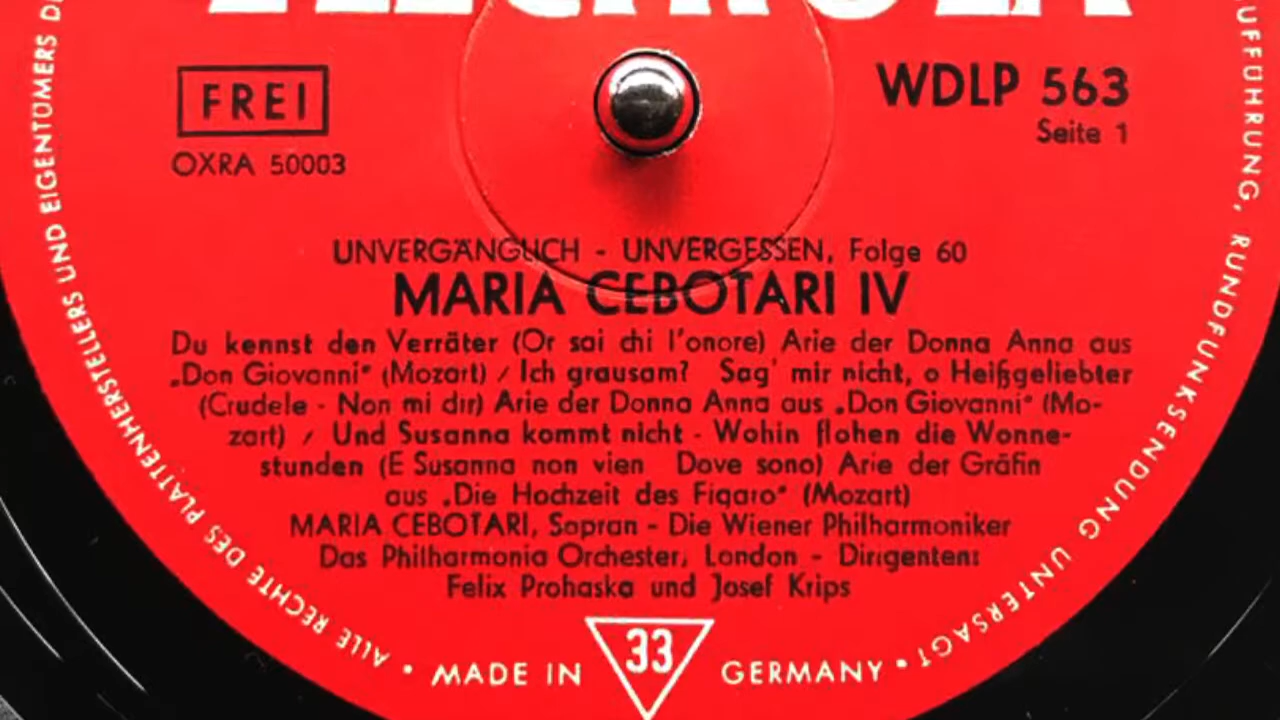 FREI
OXRA 50003
WDLP 563
Seite 1
UNVERGÄNGLICH - UNVERGESSEN, Folge 60
MARIA CEBOTARI IV
Du kennst den Verräter (Or sai chi l'onore) Arie der Donna Anna aus
„Don Giovanni“ (Mozart) / Ich grausam? Sag' mir nicht, o Heißgeliebter
(Crudele - Non mi dir) Arie der Donna Anna aus „Don Giovanni“ (Mo-
zart) / Und Susanna kommt nicht - Wohin flohen die Wonne-
stunden (E Susanna non vien Dove sono) Arie der Gräfin
aus „Die Hochzeit des Figaro“ (Mozart)
MARIA CEBOTARI, Sopran - Die Wiener Philharmoniker
Das Philharmonia Orchester, London - Dirigenten:
Felix Prohaska und Josef Krips
33
ALLE RECHTE DES PLATTENHERSTELLERS UND EIGENTÜMERS
RUNDFUNKSENDUNG UNTERSAGT •
• MADE IN GERMANY